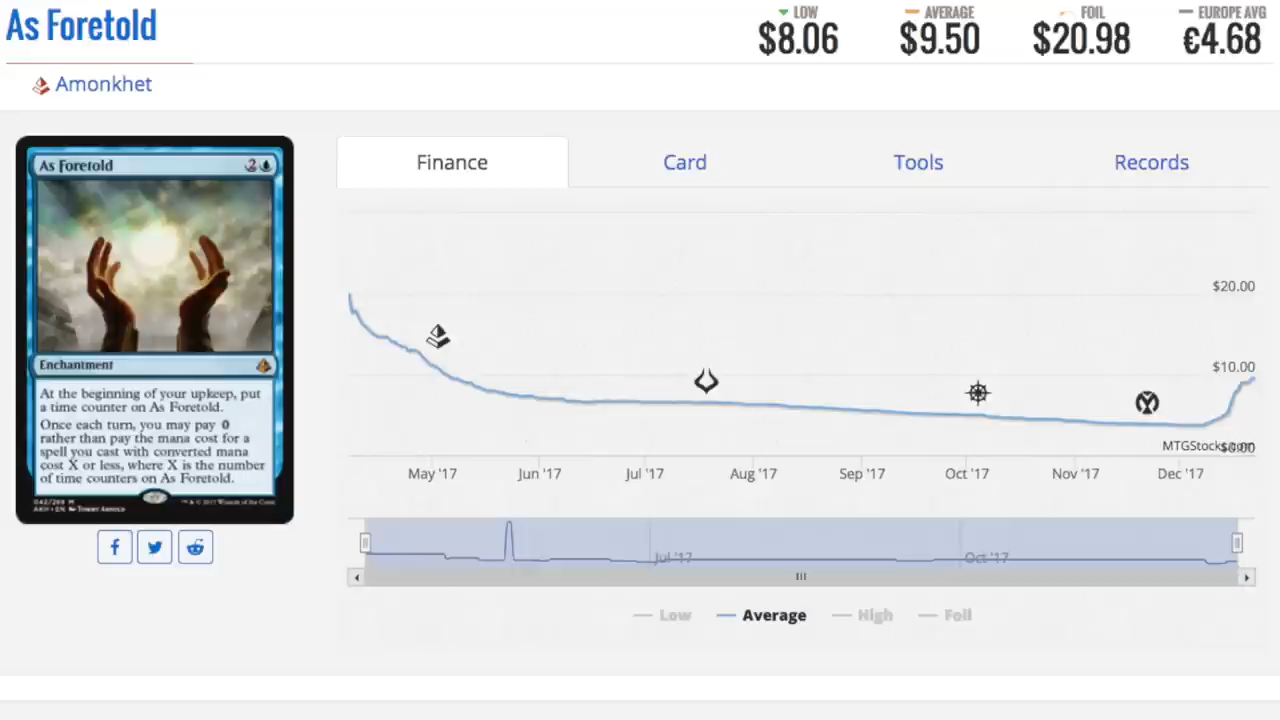 As Foretold
LOW
$8.06
AVERAGE
$9.50
FOIL
$20.98
EUROPE AVG
€4.68
Amonkhet
As Foretold 2
Enchantment
At the beginning of your upkeep, put
a time counter on As Foretold.
Once each turn, you may pay 0
rather than pay the mana cost for a
spell you cast with converted mana
cost X or less, where X is the number
of time counters on As Foretold.
Finance
Card
Tools
Records
$20.00
$10.00
$0.00
MTGStocks.com
May '17
Jun '17
Jul '17
Aug '17
Sep '17
Oct '17
Nov '17
Dec '17
Jul '17
Oct '17
Low
Average
High
Foil